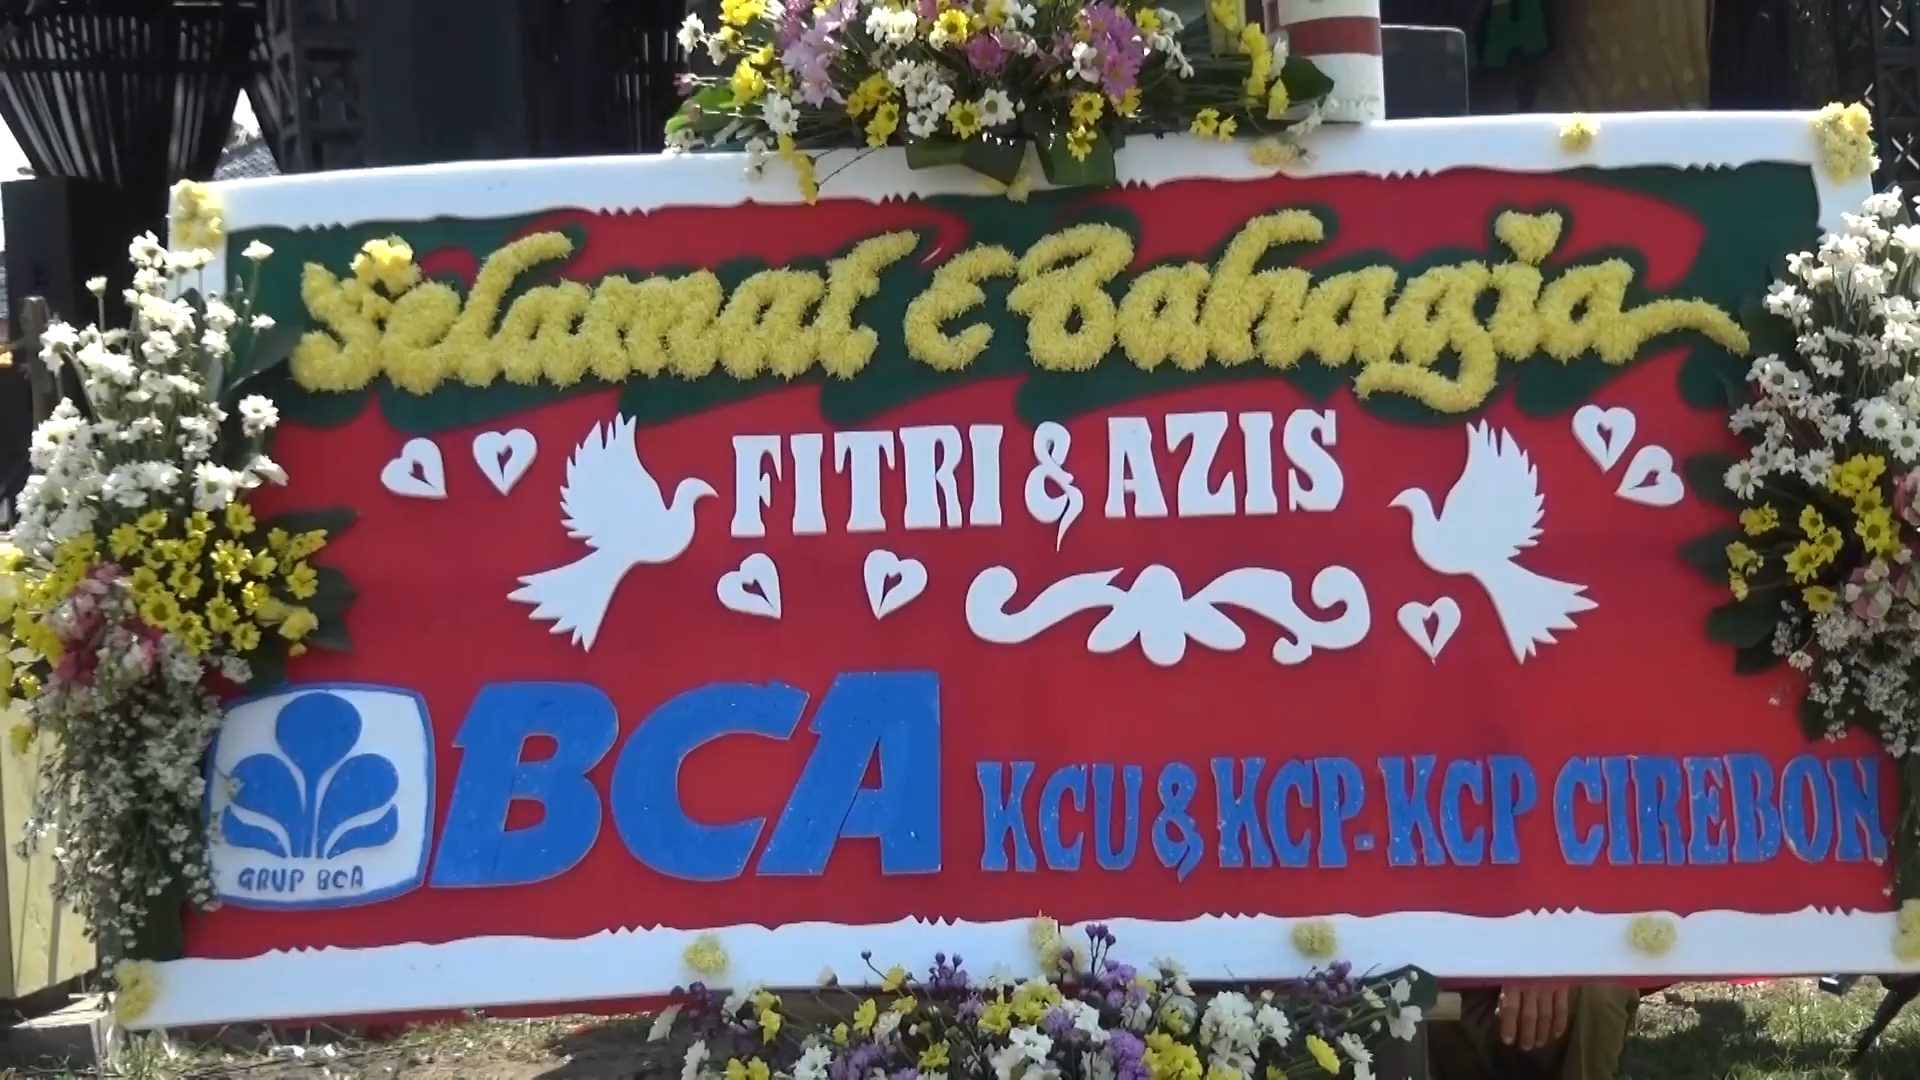 Selamat & Bahagia
FITRI & AZIS
BCA KCU & KCP-KCP CIREBON
GRUP BCA